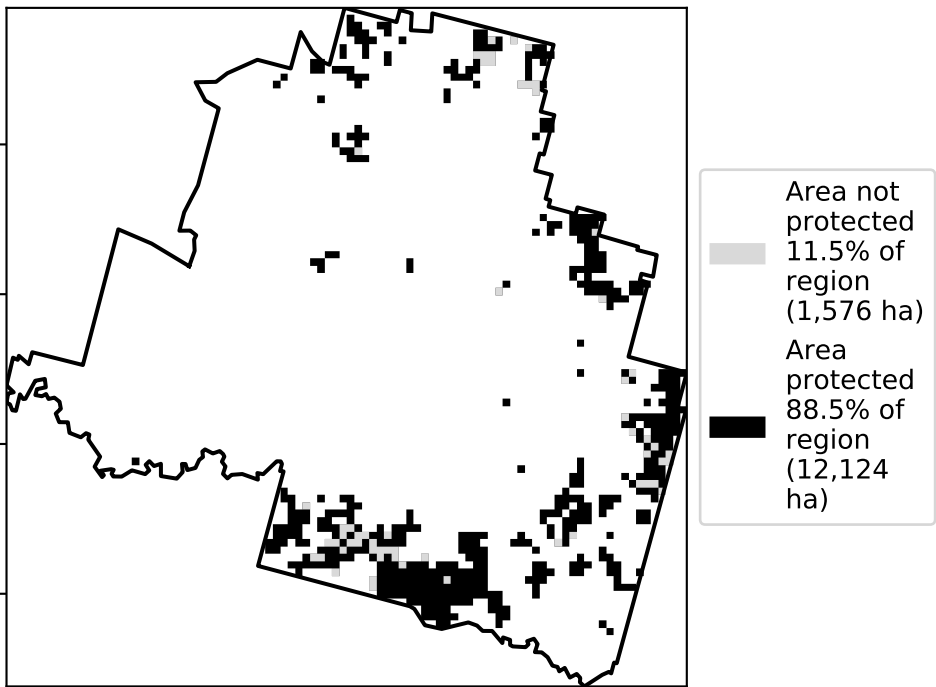 Area not
protected
11.5% of
region
(1,576 ha)
Area
protected
88.5% of
region
(12,124
ha)